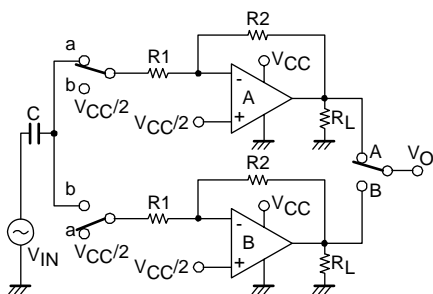 R2
a
R1
VCC
-
A
b
VCC/2
+
C
VCC/2
RL
A
VO
B
R2
b
R1
VCC
-
a
B
VCC/2
+
VIN
VCC/2
RL